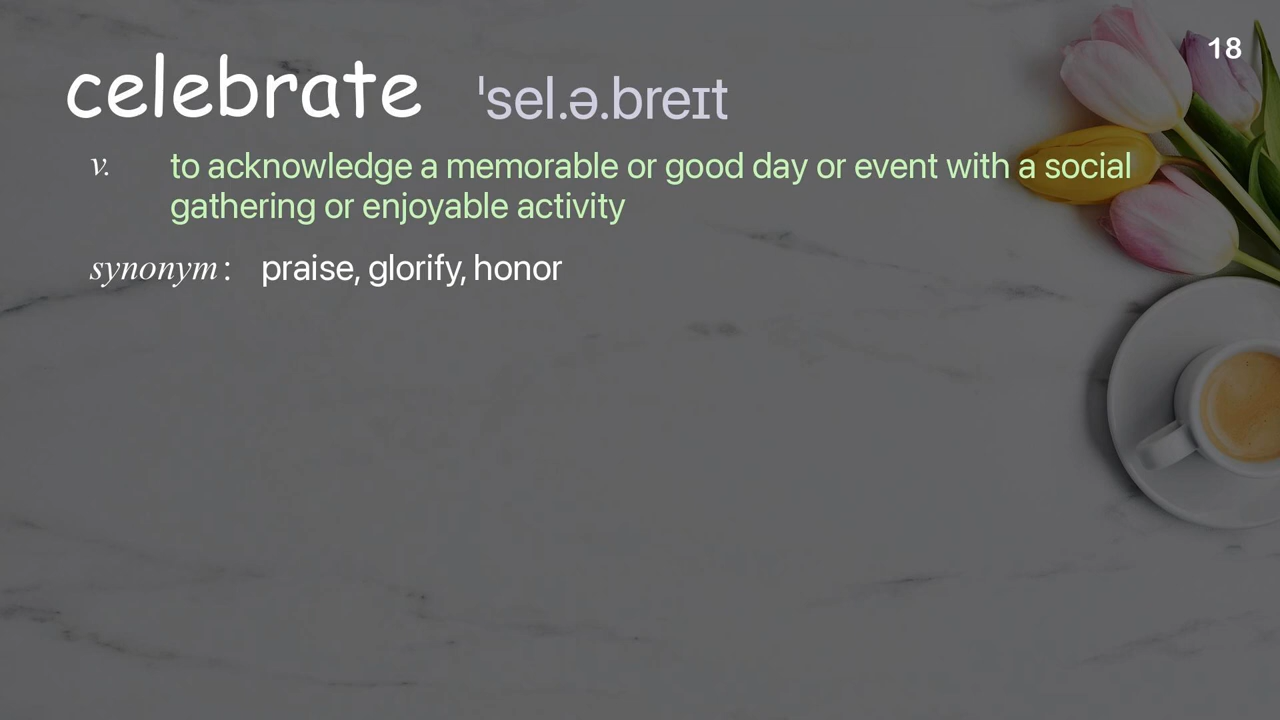 18
celebrate ˈsel.ə.breɪt
v. to acknowledge a memorable or good day or event with a social
gathering or enjoyable activity
synonym : praise, glorify, honor